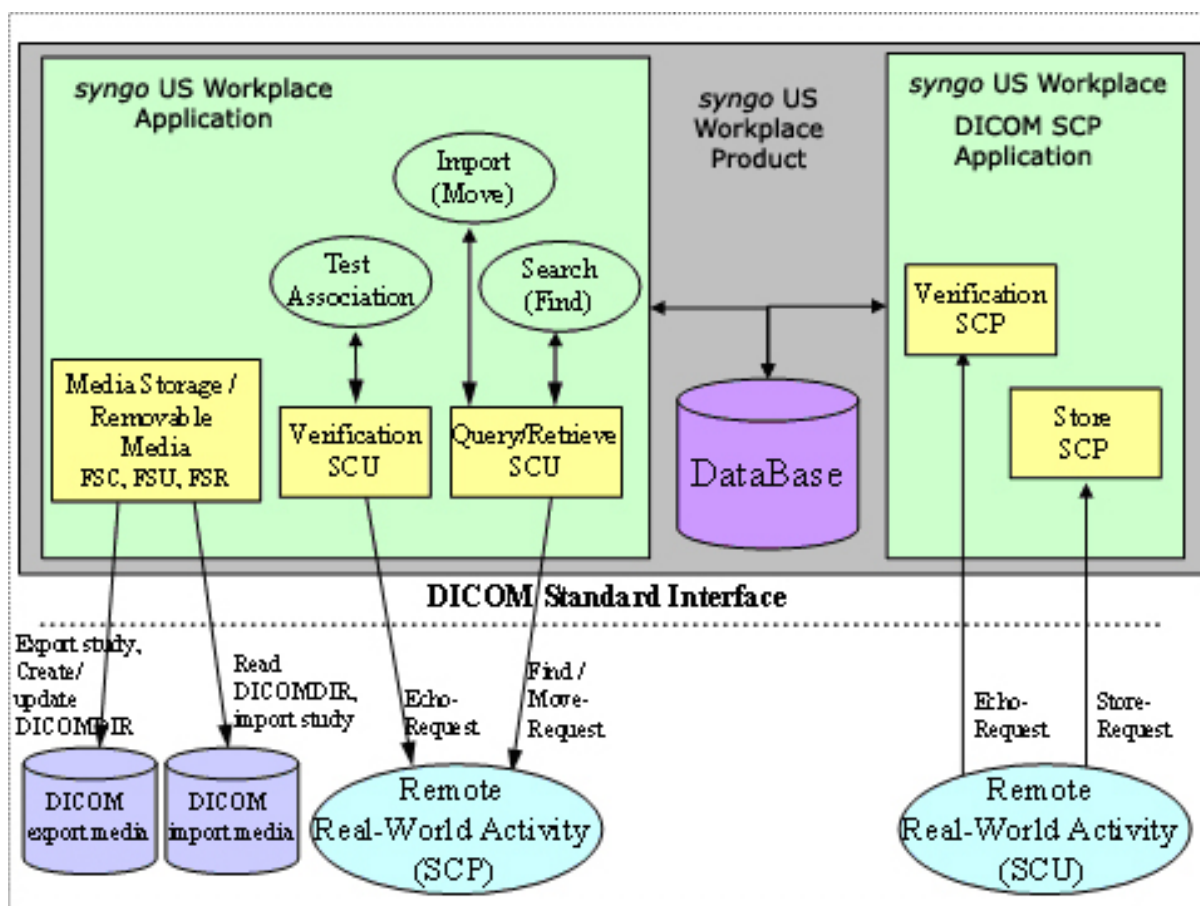 syngo US Workplace
Application
Import
(Move)
Test
Association
Search
(Find)
Media Storage /
Removable
Media
FSC, FSU, FSR
Verification
SCU
Query/Retrieve
SCU
syngo US
Workplace
Product
DataBase
syngo US Workplace
DICOM SCP
Application
Verification
SCP
Store
SCP
DICOM Standard Interface
Export study,
Create/
update
DICOMDIR
Read
DICOMDIR,
import study
Echo-
Request
Find /
Move-
Request
Echo-
Request
Store-
Request
DICOM
export media
DICOM
import media
Remote
Real-World Activity
(SCP)
Remote
Real-World Activity
(SCU)